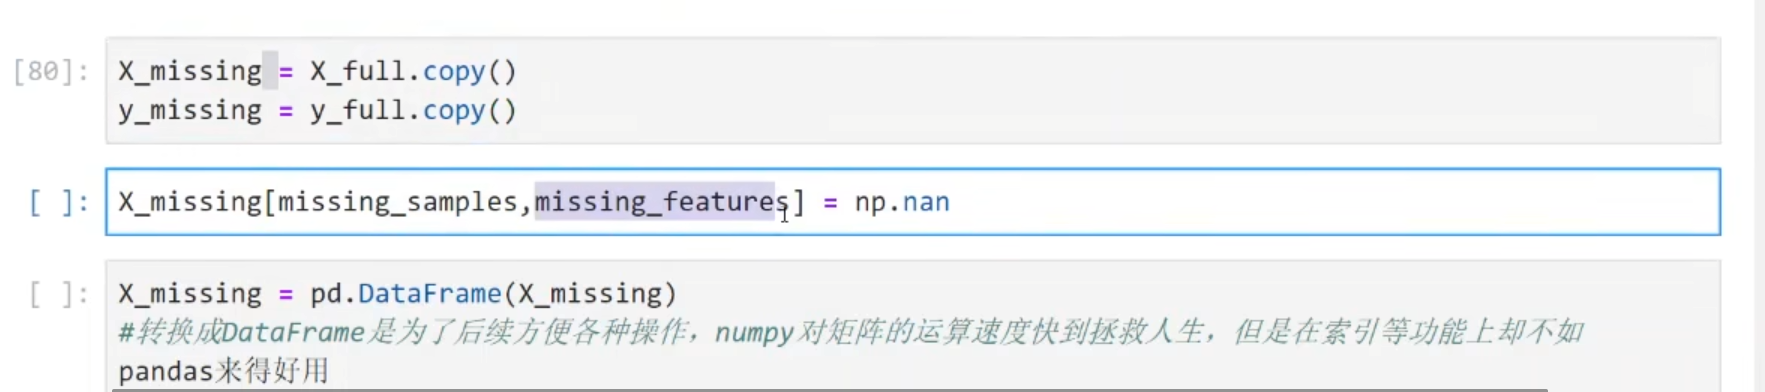 [80]: X_missing = X_full.copy()
y_missing = y_full.copy()
[ ]: X_missing[missing_samples,missing_features] = np.nan
[ ]: X_missing = pd.DataFrame(X_missing)
#转换成DataFrame是为了后续方便各种操作，numpy对矩阵的运算速度快到拯救人生，但是在索引等功能上却不如
pandas来得好用